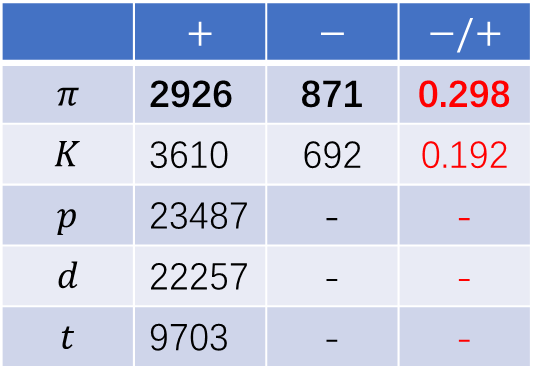 + − −/+
π 2926 871 0.298
K 3610 692 0.192
p 23487 - -
d 22257 - -
t 9703 - -